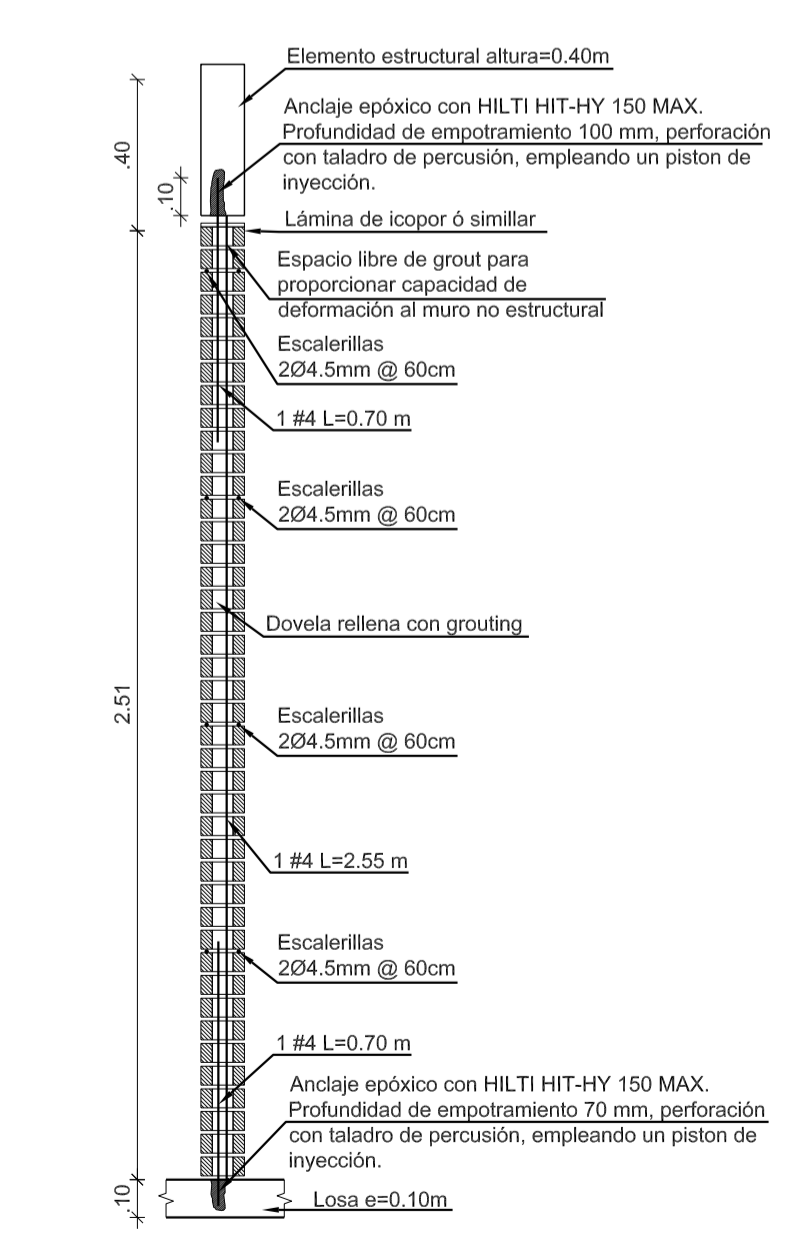 Elemento estructural altura=0.40m
Anclaje epóxico con HILTI HIT-HY 150 MAX.
Profundidad de empotramiento 100 mm, perforación
con taladro de percusión, empleando un piston de
inyección.
.40
.10
Lámina de icopor ó simillar
Espacio libre de grout para
proporcionar capacidad de
deformación al muro no estructural
Escalerillas
2Ø4.5mm @ 60cm
1 #4 L=0.70 m
Escalerillas
2Ø4.5mm @ 60cm
Dovela rellena con grouting
2.51
Escalerillas
2Ø4.5mm @ 60cm
1 #4 L=2.55 m
Escalerillas
2Ø4.5mm @ 60cm
1 #4 L=0.70 m
Anclaje epóxico con HILTI HIT-HY 150 MAX.
Profundidad de empotramiento 70 mm, perforación
con taladro de percusión, empleando un piston de
inyección.
.10
Losa e=0.10m